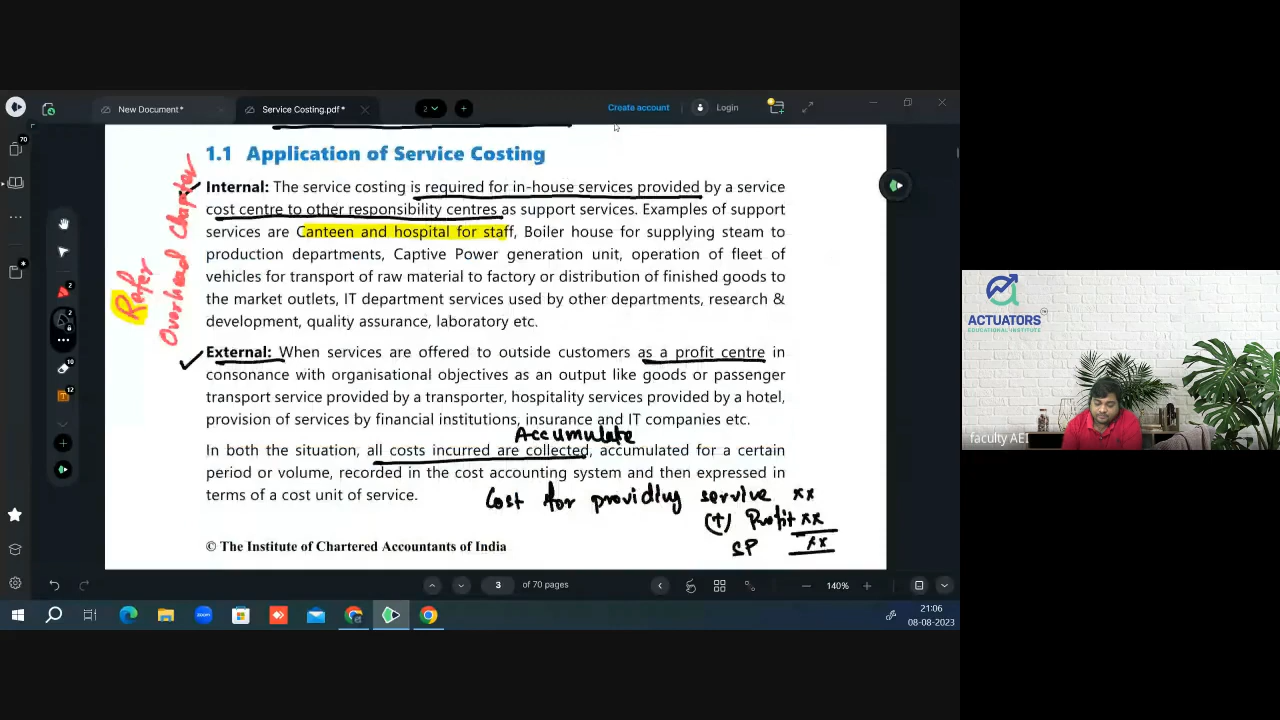 New Document*
Service Costing.pdf*
2
Create account
Login
70
1.1 Application of Service Costing
Internal: The service costing is required for in-house services provided by a service
cost centre to other responsibility centres as support services. Examples of support
services are Canteen and hospital for staff, Boiler house for supplying steam to
production departments, Captive Power generation unit, operation of fleet of
vehicles for transport of raw material to factory or distribution of finished goods to
the market outlets, IT department services used by other departments, research &
development, quality assurance, laboratory etc.
Refer
Overhead Chapter
External: When services are offered to outside customers as a profit centre in
consonance with organisational objectives as an output like goods or passenger
transport service provided by a transporter, hospitality services provided by a hotel,
provision of services by financial institutions, insurance and IT companies etc.
Accumulate
In both the situation, all costs incurred are collected, accumulated for a certain
period or volume, recorded in the cost accounting system and then expressed in
terms of a cost unit of service.
Cost for providing service xx
(+) Profit xx
SP xx
© The Institute of Chartered Accountants of India
2
2
10
12
3 of 70 pages
140%
21:06
08-08-2023
zoom
ACTUATORS
EDUCATIONAL INSTITUTE
faculty AEI